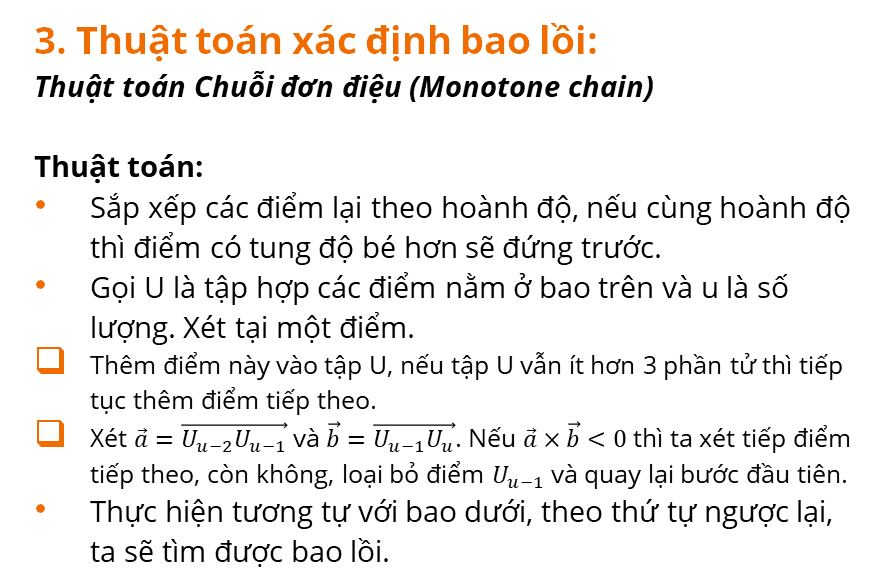 3. Thuật toán xác định bao lồi:
Thuật toán Chuỗi đơn điệu (Monotone chain)
Thuật toán:
• Sắp xếp các điểm lại theo hoành độ, nếu cùng hoành độ
thì điểm có tung độ bé hơn sẽ đứng trước.
• Gọi U là tập hợp các điểm nằm ở bao trên và u là số
lượng. Xét tại một điểm.
❑ Thêm điểm này vào tập U, nếu tập U vẫn ít hơn 3 phần tử thì tiếp
tục thêm điểm tiếp theo.
❑ Xét $\vec{a} = \overrightarrow{U_{u-2}U_{u-1}}$ và $\vec{b} = \overrightarrow{U_{u-1}U_u}$. Nếu $\vec{a} \times \vec{b} < 0$ thì ta xét tiếp điểm
tiếp theo, còn không, loại bỏ điểm $U_{u-1}$ và quay lại bước đầu tiên.
• Thực hiện tương tự với bao dưới, theo thứ tự ngược lại,
ta sẽ tìm được bao lồi.